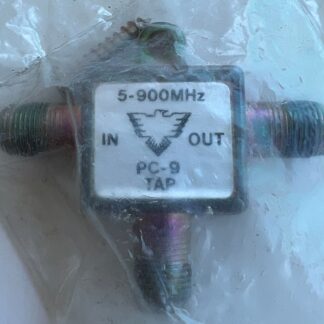 5-900MHz
IN OUT
PC-9
TAP